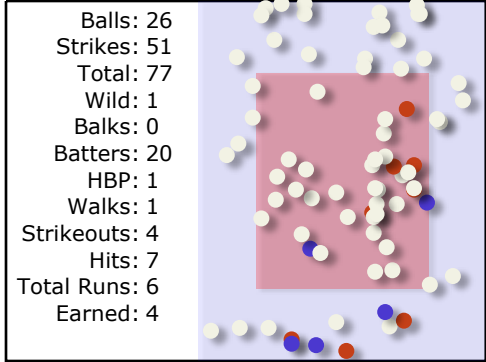 Balls: 26
Strikes: 51
Total: 77
Wild: 1
Balks: 0
Batters: 20
HBP: 1
Walks: 1
Strikeouts: 4
Hits: 7
Total Runs: 6
Earned: 4